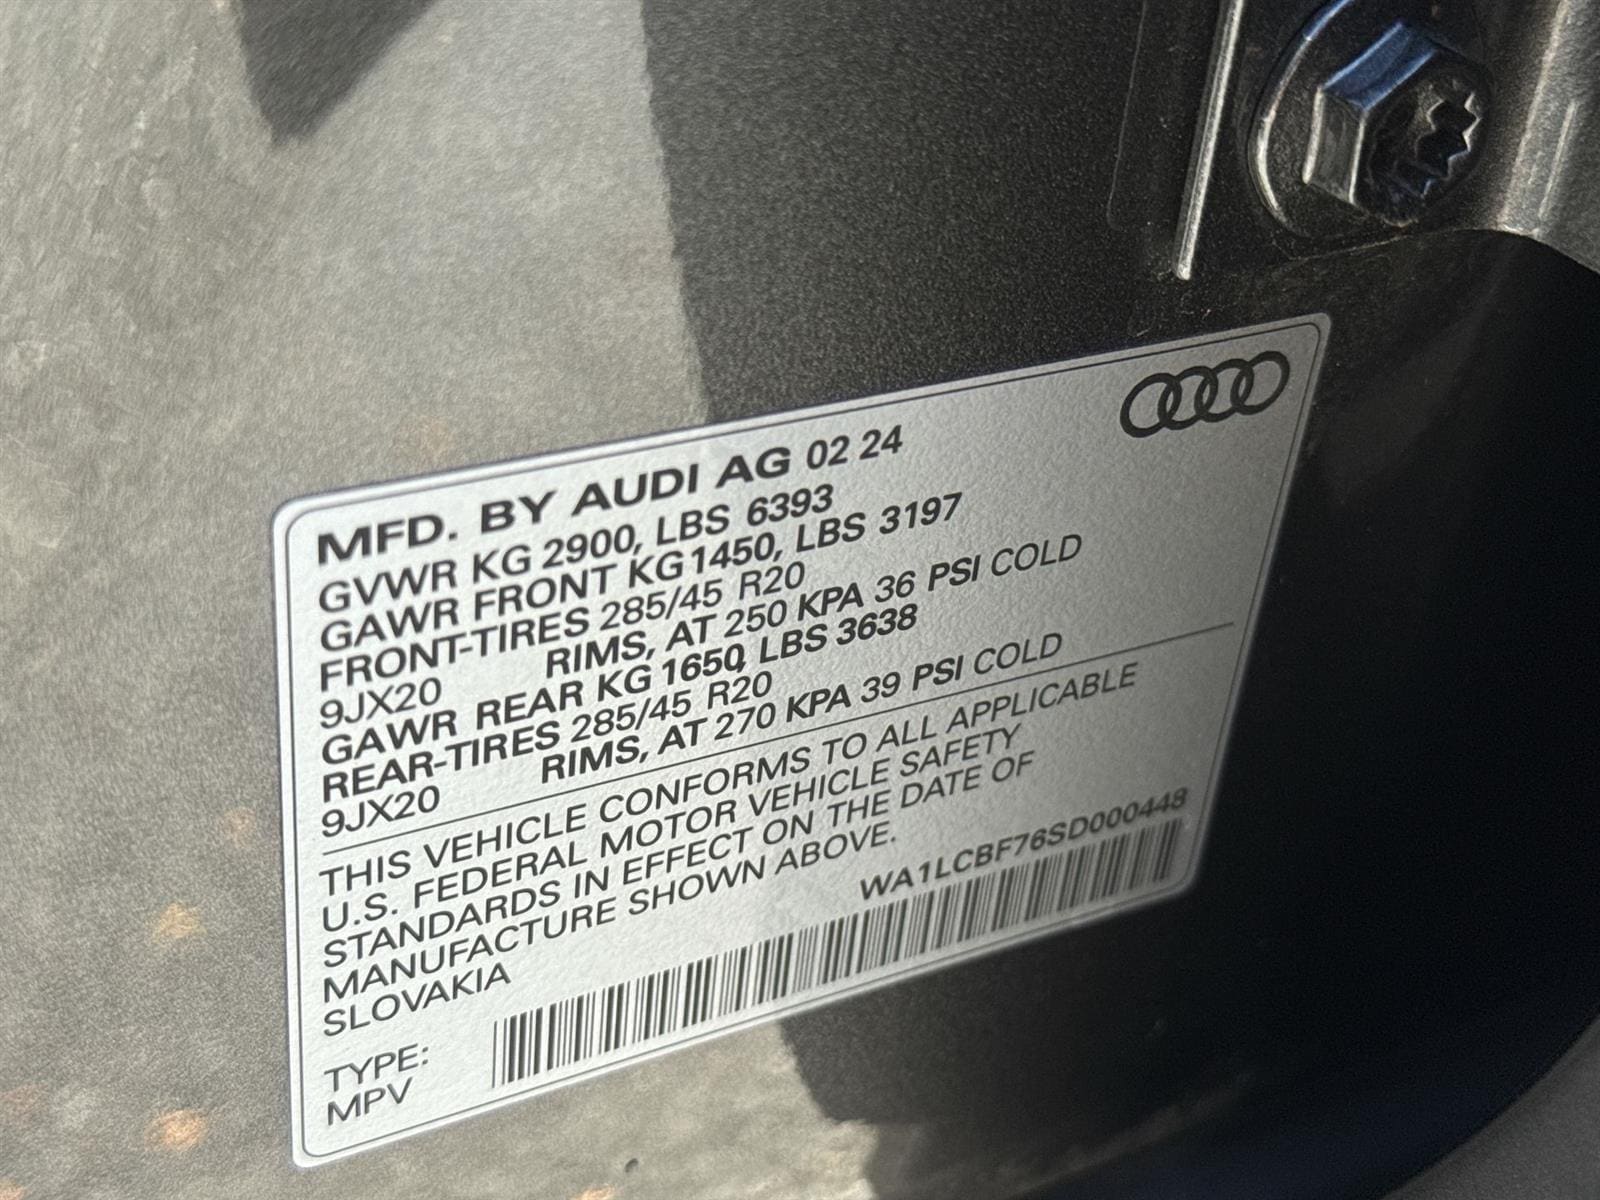 MFD. BY AUDI AG 02 24
GVWR KG 2900, LBS 6393
GAWR FRONT KG 1450, LBS 3197
FRONT-TIRES 285/45 R20
9JX20 RIMS, AT 250 KPA 36 PSI COLD
GAWR REAR KG 1650, LBS 3638
REAR-TIRES 285/45 R20
9JX20 RIMS, AT 270 KPA 39 PSI COLD
THIS VEHICLE CONFORMS TO ALL APPLICABLE
U.S. FEDERAL MOTOR VEHICLE SAFETY
STANDARDS IN EFFECT ON THE DATE OF
MANUFACTURE SHOWN ABOVE.
SLOVAKIA
WA1LCBF76SD000448
TYPE:
MPV